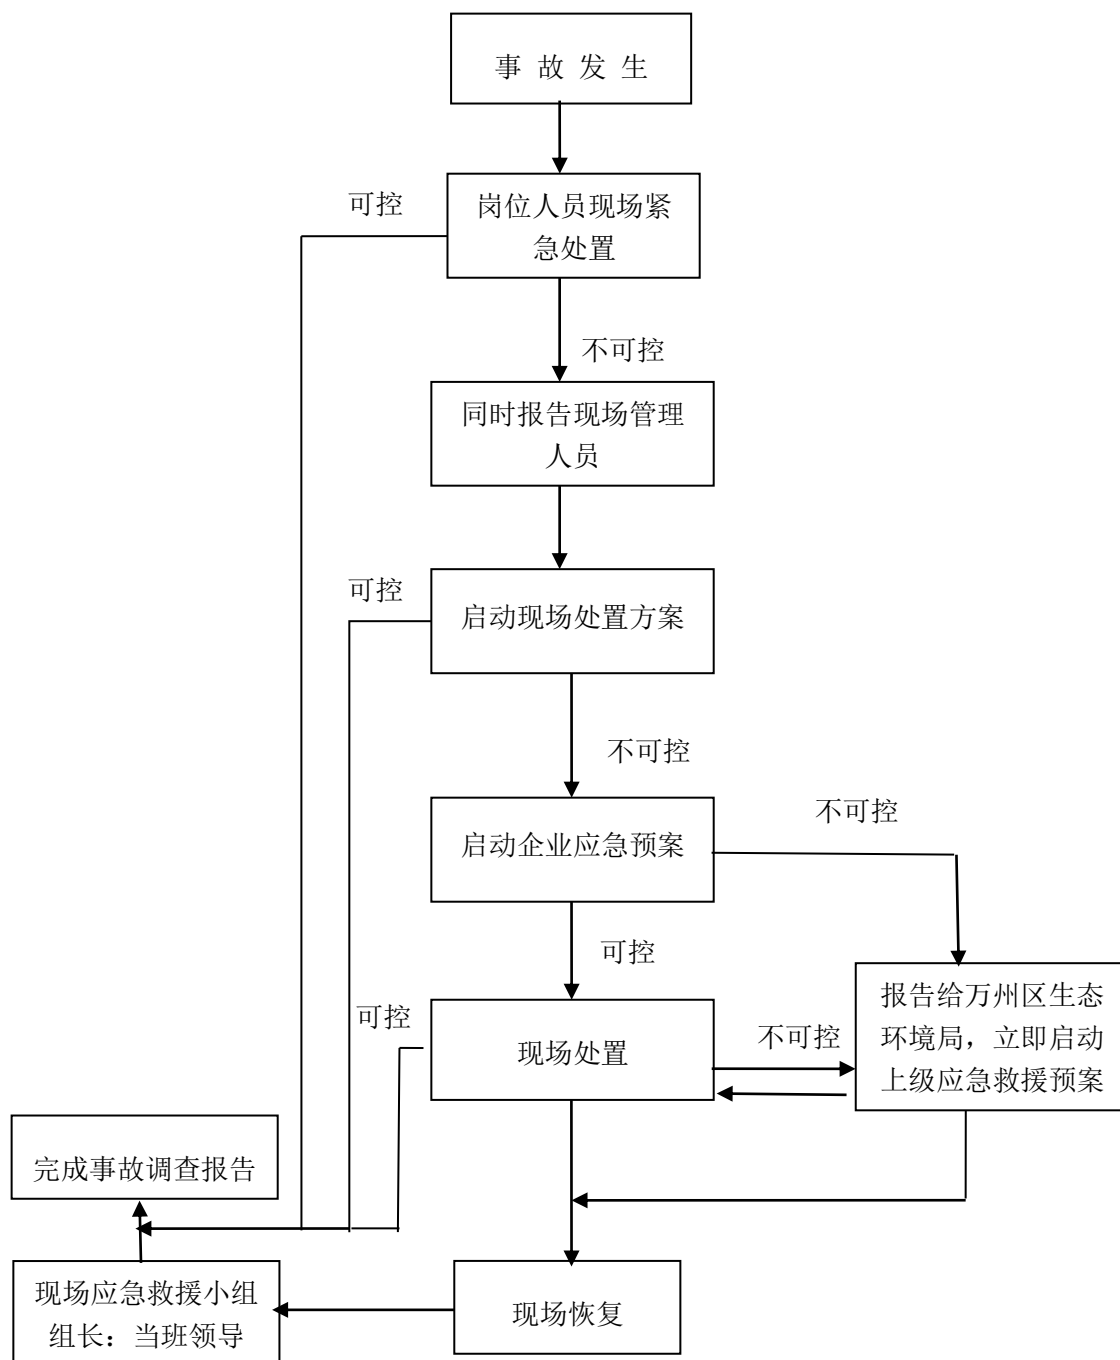 事 故 发 生
可控
岗位人员现场紧
急处置
不可控
同时报告现场管理
人员
可控
启动现场处置方案
不可控
启动企业应急预案
不可控
可控
报告给万州区生态
环境局，立即启动
上级应急救援预案
可控
现场处置
不可控
完成事故调查报告
现场应急救援小组
组长：当班领导
现场恢复